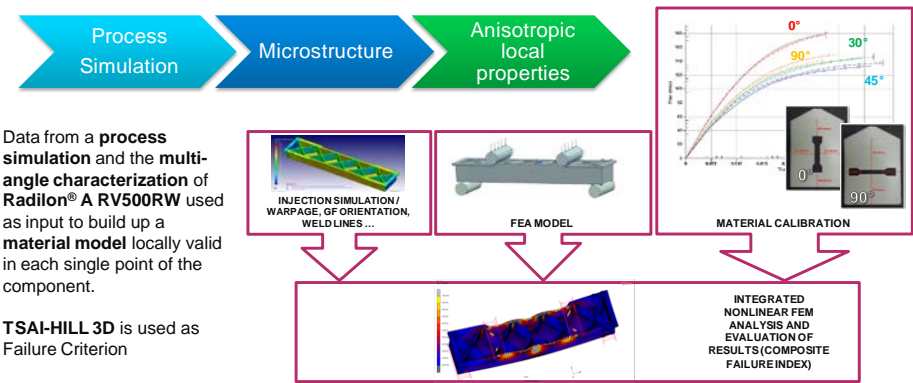 Process
Simulation
Microstructure
Anisotropic
local
properties
0°
30°
90°
45°
0°
90°
Data from a process
simulation and the multi-
angle characterization of
Radilon® A RV500RW used
as input to build up a
material model locally valid
in each single point of the
component.
TSAI-HILL 3D is used as
Failure Criterion
INJECTION SIMULATION /
WARPAGE, GF ORIENTATION,
WELD LINES ...
FEA MODEL
MATERIAL CALIBRATION
INTEGRATED
NONLINEAR FEM
ANALYSIS AND
EVALUATION OF
RESULTS (COMPOSITE
FAILURE INDEX)